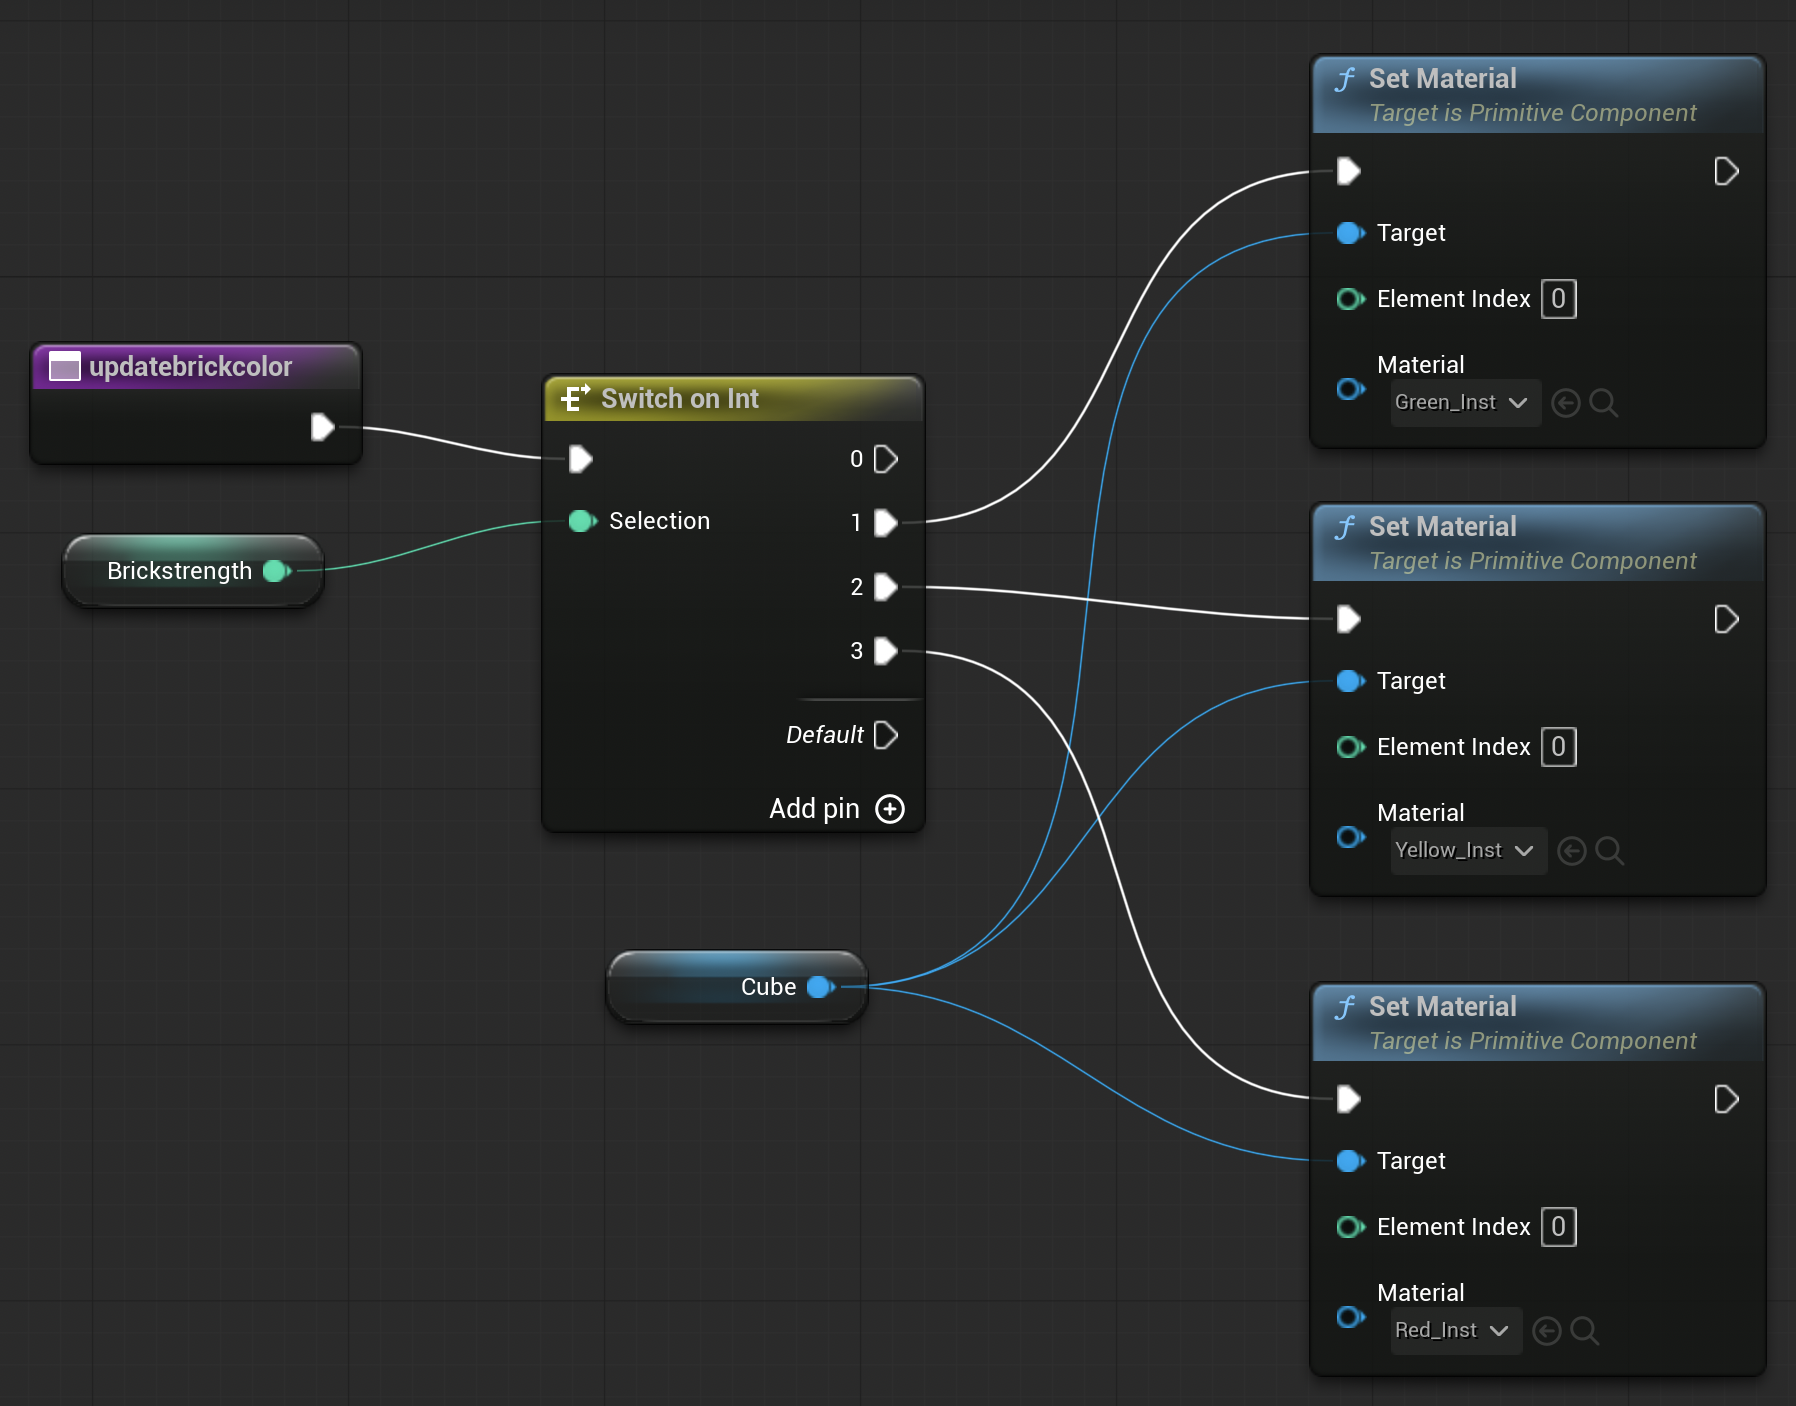 updatebrickcolor
Brickstrength
Switch on Int
0
Selection
1
2
3
Default
Add pin
Cube
Set Material
Target is Primitive Component
Target
Element Index 0
Material
Green_Inst
Set Material
Target is Primitive Component
Target
Element Index 0
Material
Yellow_Inst
Set Material
Target is Primitive Component
Target
Element Index 0
Material
Red_Inst